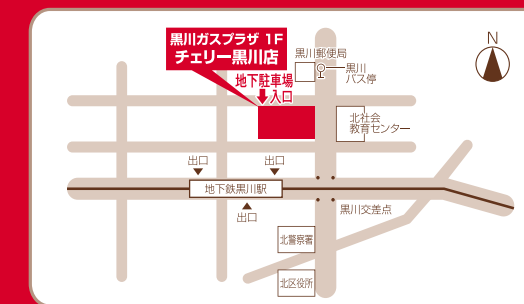 黒川ガスプラザ 1F
チェリー黒川店
N
黒川郵便局
黒川
バス停
地下駐車場
入口
北社会
教育センター
出口
出口
地下鉄黒川駅
出口
黒川交差点
北警察署
北区役所